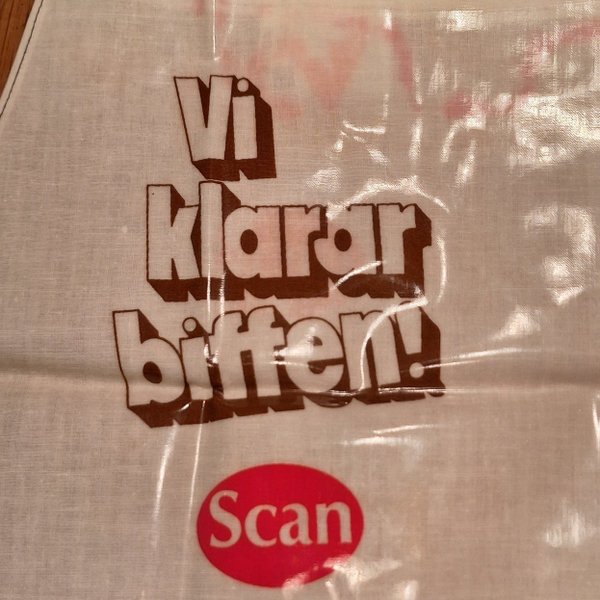 Vi
klarar
biffen!
Scan